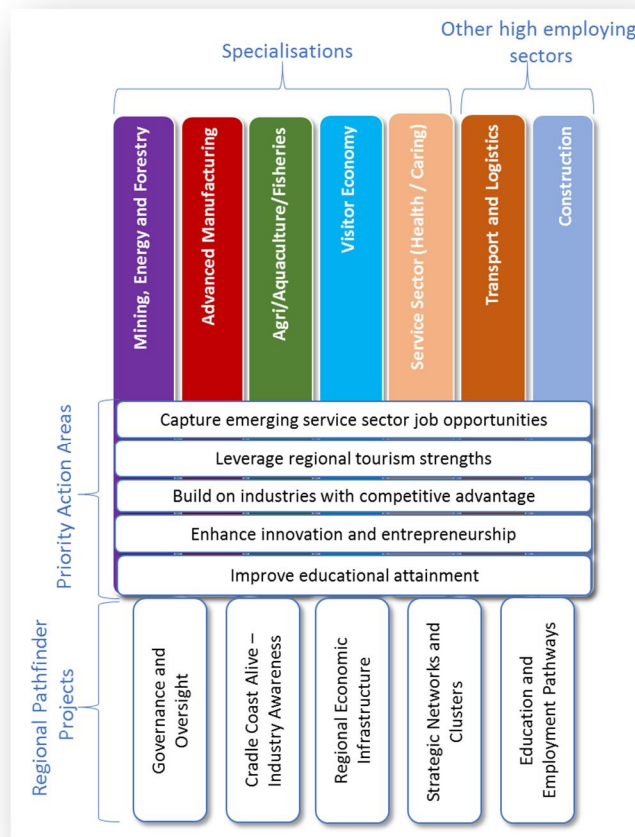 Specialisations
Other high employing
sectors
Mining, Energy and Forestry
Advanced Manufacturing
Agri/Aquaculture/Fisheries
Visitor Economy
Service Sector (Health / Caring)
Transport and Logistics
Construction
Priority Action Areas
Capture emerging service sector job opportunities
Leverage regional tourism strengths
Build on industries with competitive advantage
Enhance innovation and entrepreneurship
Improve educational attainment
Regional Pathfinder
Projects
Governance and
Oversight
Cradle Coast Alive –
Industry Awareness
Regional Economic
Infrastructure
Strategic Networks and
Clusters
Education and
Employment Pathways